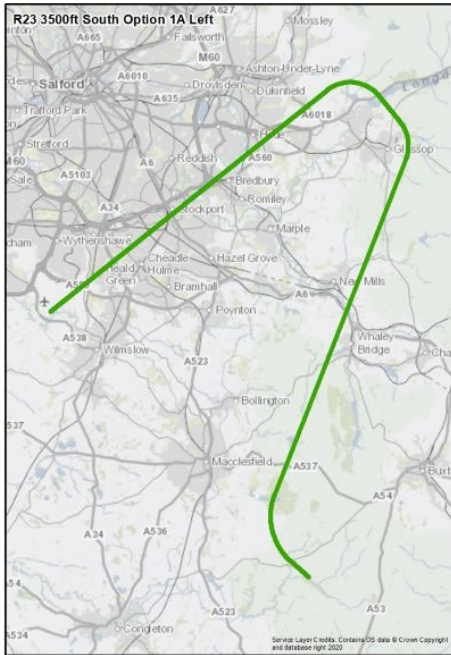 R23 3500ft South Option 1A Left
A627
Mossley
A665
Failsworth
M60
A6010
Ashton-Under-Lyne
Salford
Droylsden
Dukinfield
Trafford Park
A635
A6018
Stretford
Hyde
M60
A6
Reddish
A560
Glossop
Sale
A5103
Bredbury
A34
Romiley
Stockport
Wythenshawe
Marple
Cheadle
Hulme
Hazel Grove
Heald
Green
New Mills
Bramhall
A6
Poynton
A538
Wilmslow
A523
Whaley
Bridge
Bollington
A537
Macclesfield
A54
A34
A536
A54
A523
A53
A534
Congleton
Service Layer Credits: Contains OS data © Crown Copyright
and database right 2020